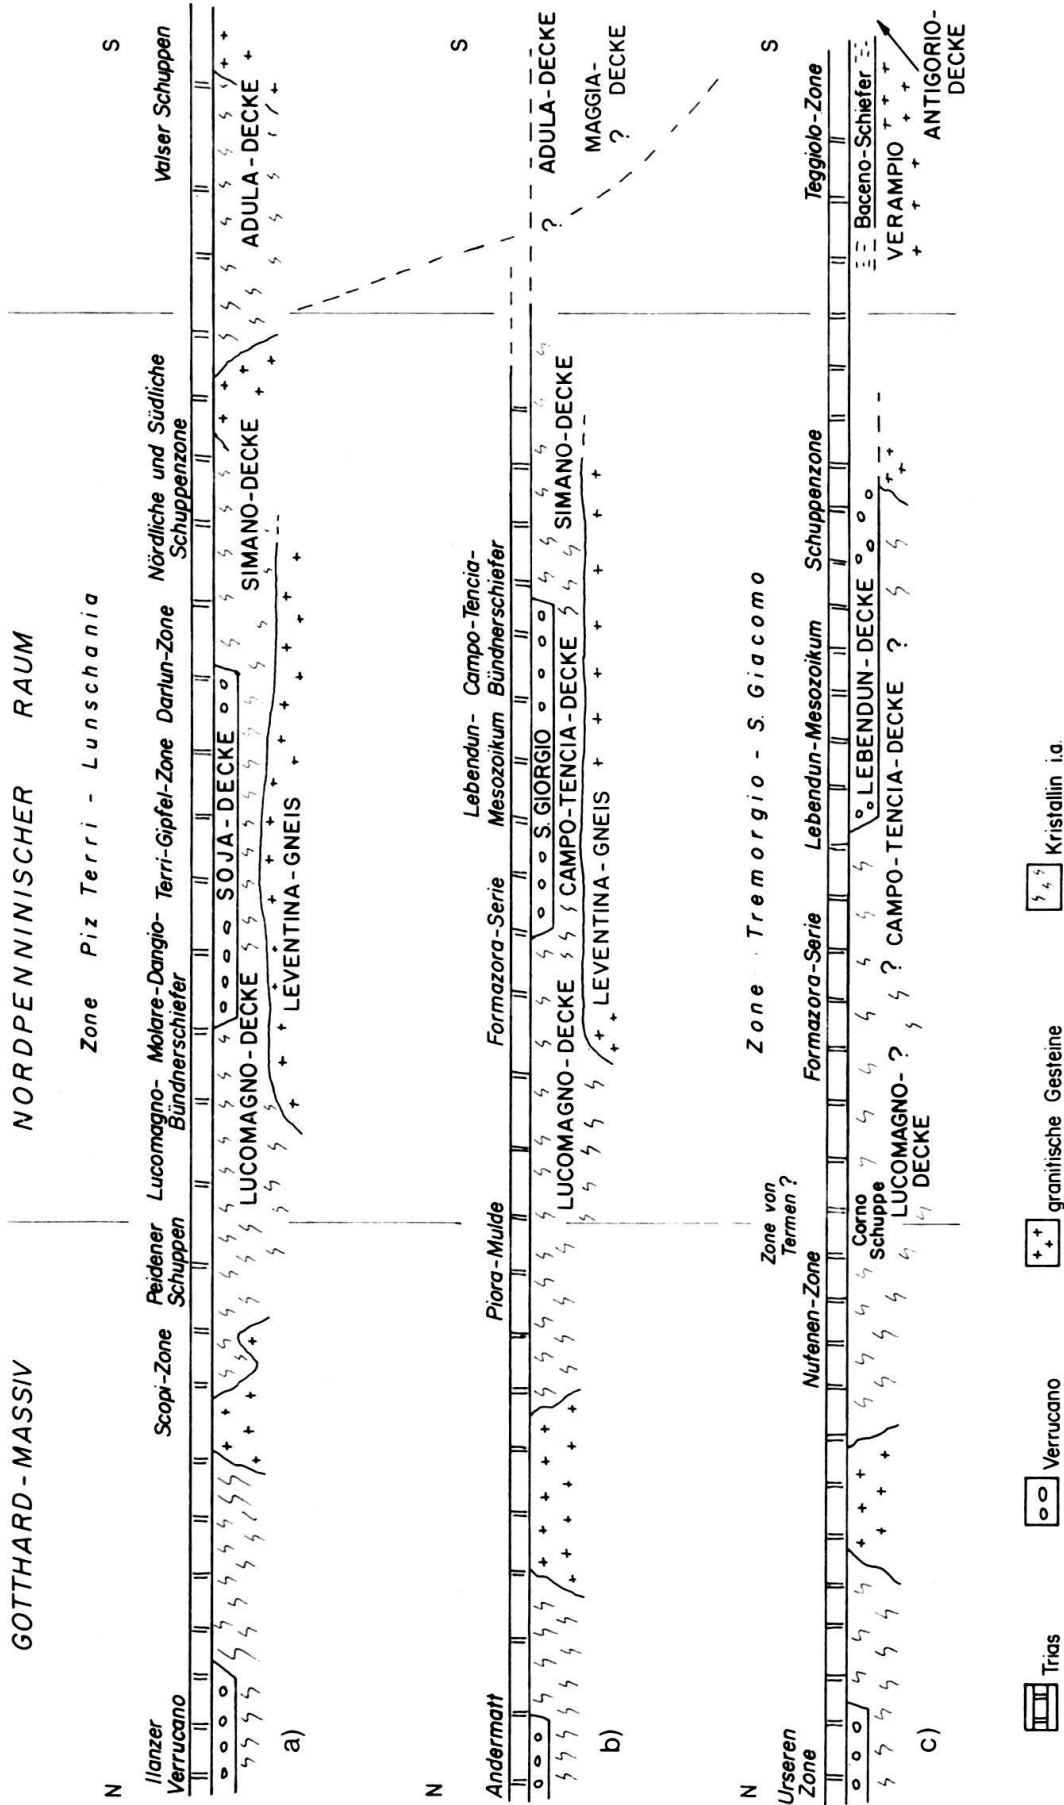 GOTTHARD-MASSIV NORDPENNINISCHER RAUM
Zone Piz Terri - Lunschania
N S
Ilanzer
Verrucano
Scopi-Zone
Peidener
Schuppen
Lucomagno-
Bündnerschiefer
Molare-Dangio-
Terri-Gipfel-Zone
Darlun-Zone
Nördliche und Südliche
Schuppenzone
Valser Schuppen
SOJA-DECKE
LUCOMAGNO-DECKE
SIMANO-DECKE
ADULA-DECKE
LEVENTINA-GNEIS
a)
N S
Andermatt
Piora-Mulde
Formazora-Serie
Lebendun-
Mesozoikum
Campo-Tencia-
Bündnerschiefer
S. GIORGIO
LUCOMAGNO-DECKE
CAMPO-TENCIA-DECKE
SIMANO-DECKE
?
ADULA-DECKE
MAGGIA-
DECKE
?
LEVENTINA-GNEIS
b)
Zone Tremorgio - S. Giacomo
N S
Urseren
Zone
Nufenen-Zone
Zone von
Termen ?
Formazora-Serie
Lebendun-Mesozoikum
Schuppenzone
Teggiolo-Zone
Corno
Schuppe
LEBENDUN-DECKE
Baceno-Schiefer
LUCOMAGNO- ?
DECKE
? CAMPO-TENCIA-DECKE ?
VERAMPIO
ANTIGORIO-
DECKE
c)
Trias
Verrucano
granitische Gesteine
Kristallin i.a.